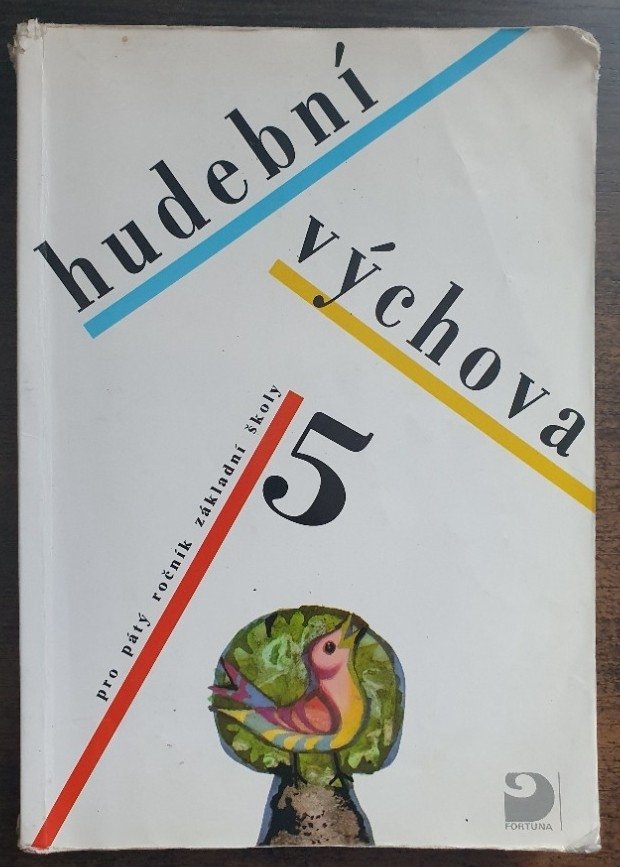 hudební
výchova
5
pro pátý ročník základní školy
FORTUNA